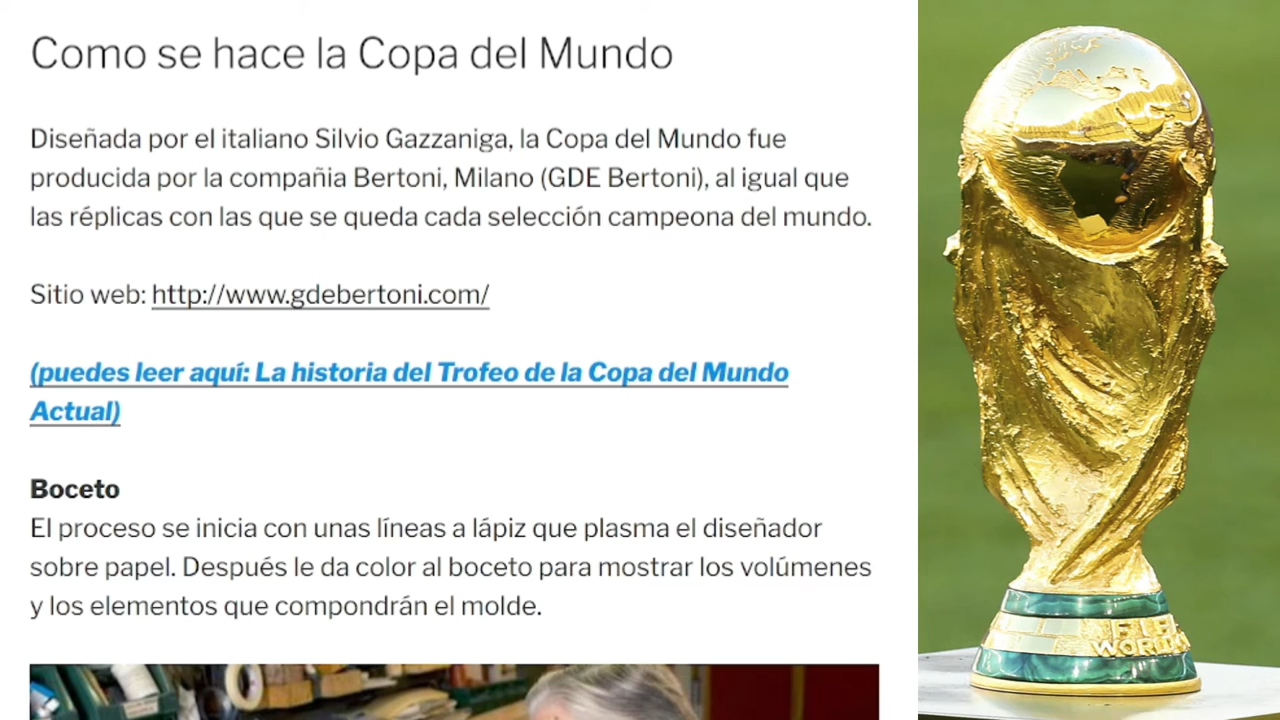 Como se hace la Copa del Mundo
Diseñada por el italiano Silvio Gazzaniga, la Copa del Mundo fue
producida por la compañia Bertoni, Milano (GDE Bertoni), al igual que
las réplicas con las que se queda cada selección campeona del mundo.
Sitio web: http://www.gdebertoni.com/
(puedes leer aquí: La historia del Trofeo de la Copa del Mundo
Actual)
Boceto
El proceso se inicia con unas líneas a lápiz que plasma el diseñador
sobre papel. Después le da color al boceto para mostrar los volúmenes
y los elementos que compondrán el molde.
FIFA
WORLD